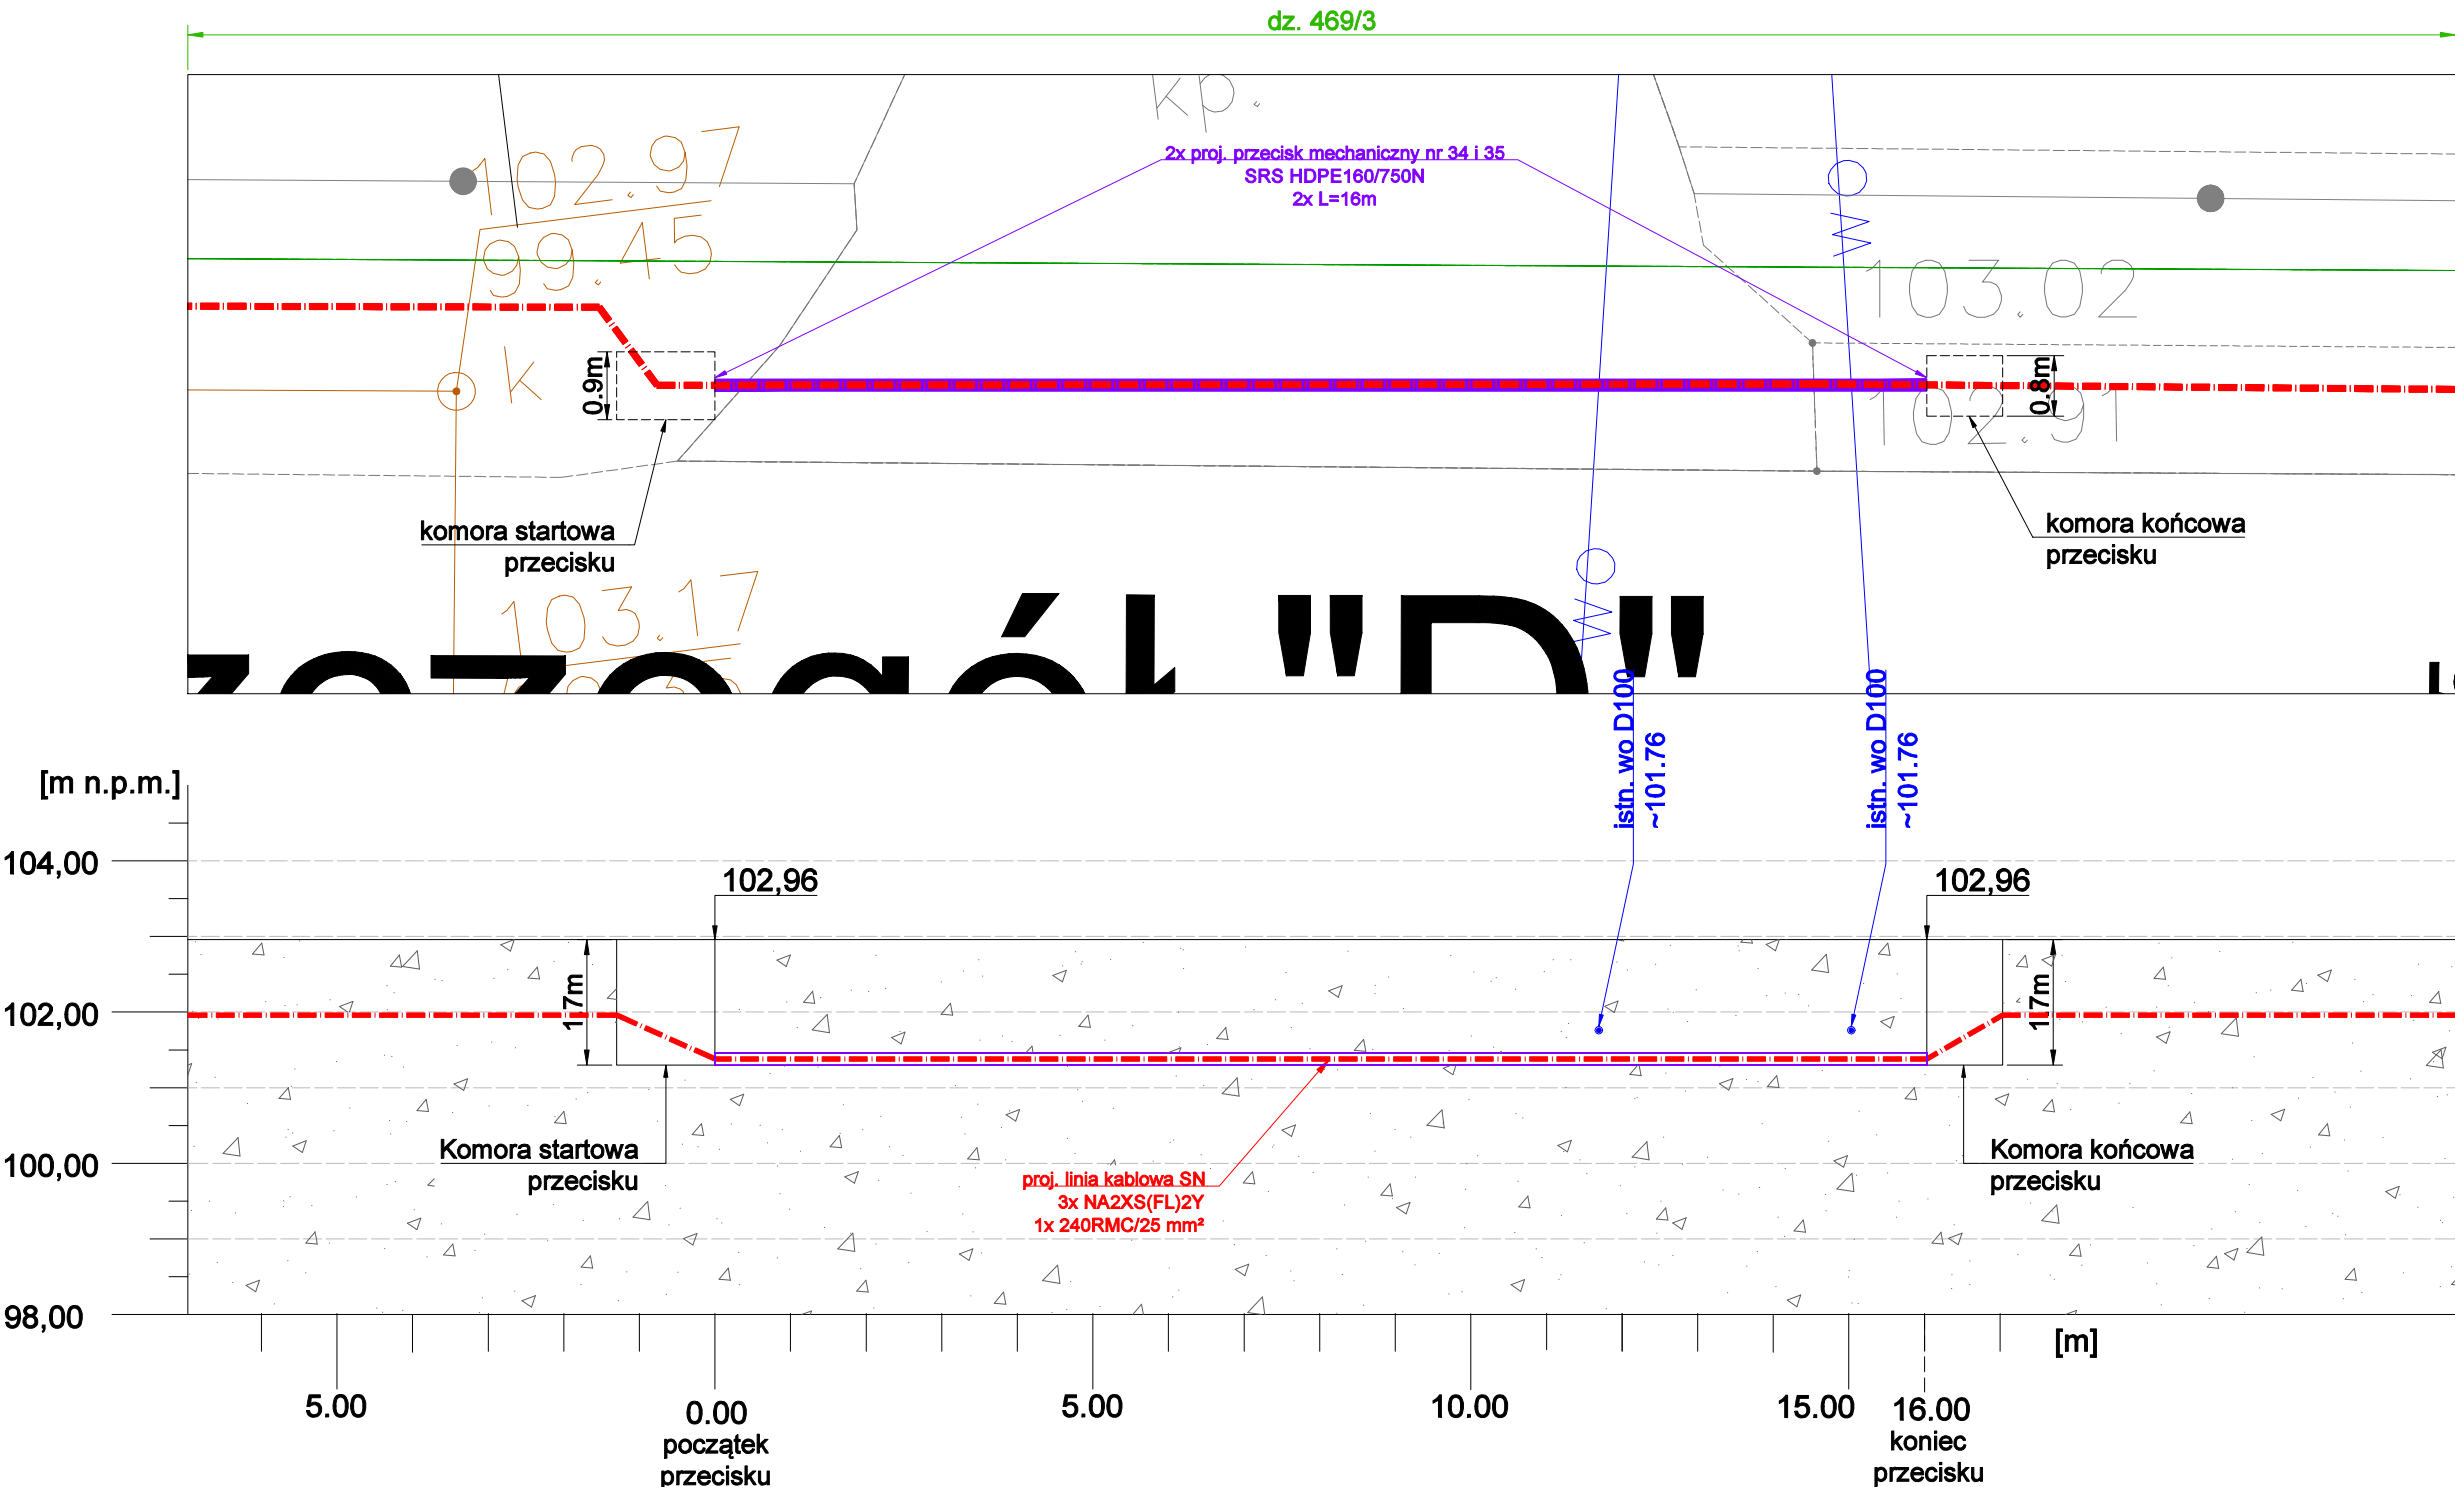 dz. 469/3
kp.
102.97
99.45
2x proj. przecisk mechaniczny nr 34 i 35
SRS HDPE160/750N
2x L=16m
wo
103.02
k
0.9m
0.8m
102.91
komora startowa
przecisku
komora końcowa
przecisku
wo
103.17
"D"
istn. wo D100
~101.76
istn. wo D100
~101.76
[m n.p.m.]
104,00
102,96
102,96
1.7m
1.7m
102,00
Komora startowa
przecisku
Komora końcowa
przecisku
100,00
proj. linia kablowa SN
3x NA2XS(FL)2Y
1x 240RMC/25 mm²
98,00
[m]
5.00
0.00
5.00
10.00
15.00
16.00
początek
przecisku
koniec
przecisku